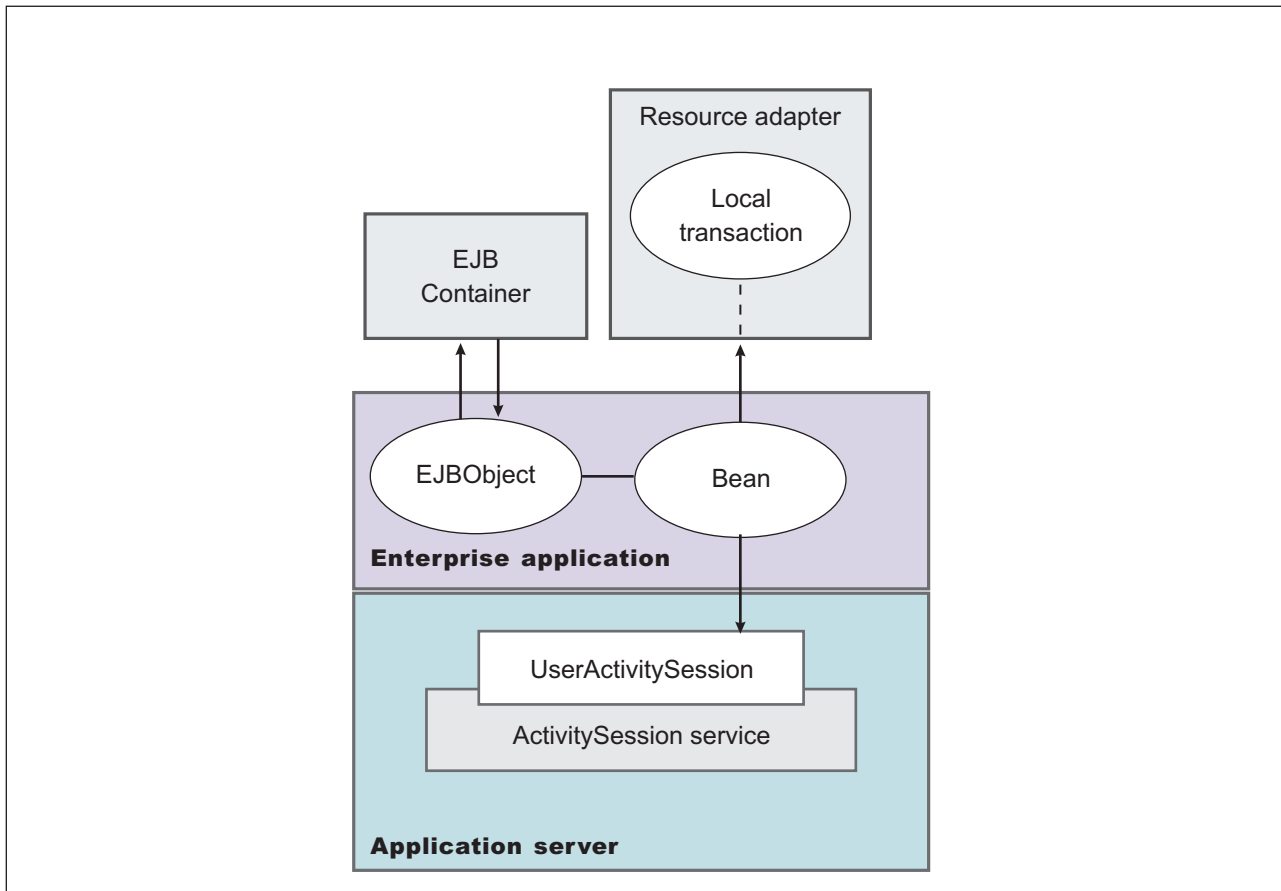 Resource adapter
Local
transaction
EJB
Container
EJBObject
Bean
Enterprise application
UserActivitySession
ActivitySession service
Application server